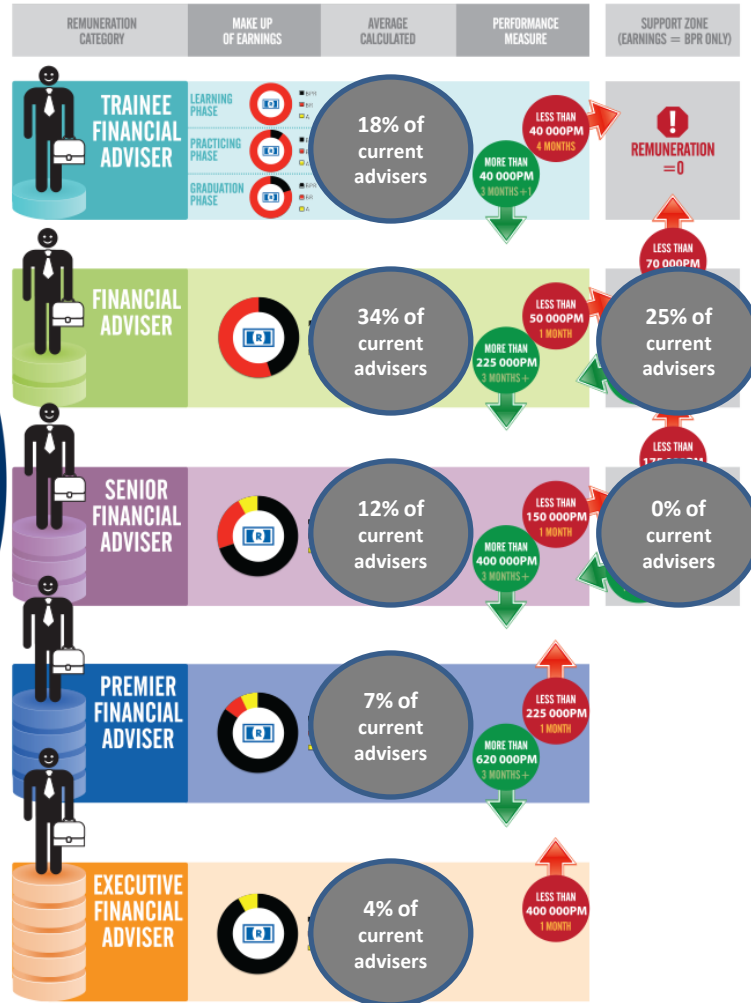 REMUNERATION
CATEGORY
MAKE UP
OF EARNINGS
AVERAGE
CALCULATED
PERFORMANCE
MEASURE
SUPPORT ZONE
(EARNINGS = BPR ONLY)
TRAINEE
FINANCIAL
ADVISER
LEARNING
PHASE
BPR
BR
A
PRACTICING
PHASE
GRADUATION
PHASE
BPR
BR
A
18% of
current
advisers
MORE THAN
40 000PM
3 MONTHS +1
LESS THAN
40 000PM
4 MONTHS
!
REMUNERATION
=0
FINANCIAL
ADVISER
R
34% of
current
advisers
MORE THAN
225 000PM
3 MONTHS +
LESS THAN
50 000PM
1 MONTH
LESS THAN
70 000PM
25% of
current
advisers
SENIOR
FINANCIAL
ADVISER
R
12% of
current
advisers
MORE THAN
400 000PM
3 MONTHS +
LESS THAN
150 000PM
1 MONTH
LESS THAN
0% of
current
advisers
PREMIER
FINANCIAL
ADVISER
R
7% of
current
advisers
MORE THAN
620 000PM
3 MONTHS +
LESS THAN
225 000PM
1 MONTH
EXECUTIVE
FINANCIAL
ADVISER
R
4% of
current
advisers
LESS THAN
400 000PM
1 MONTH